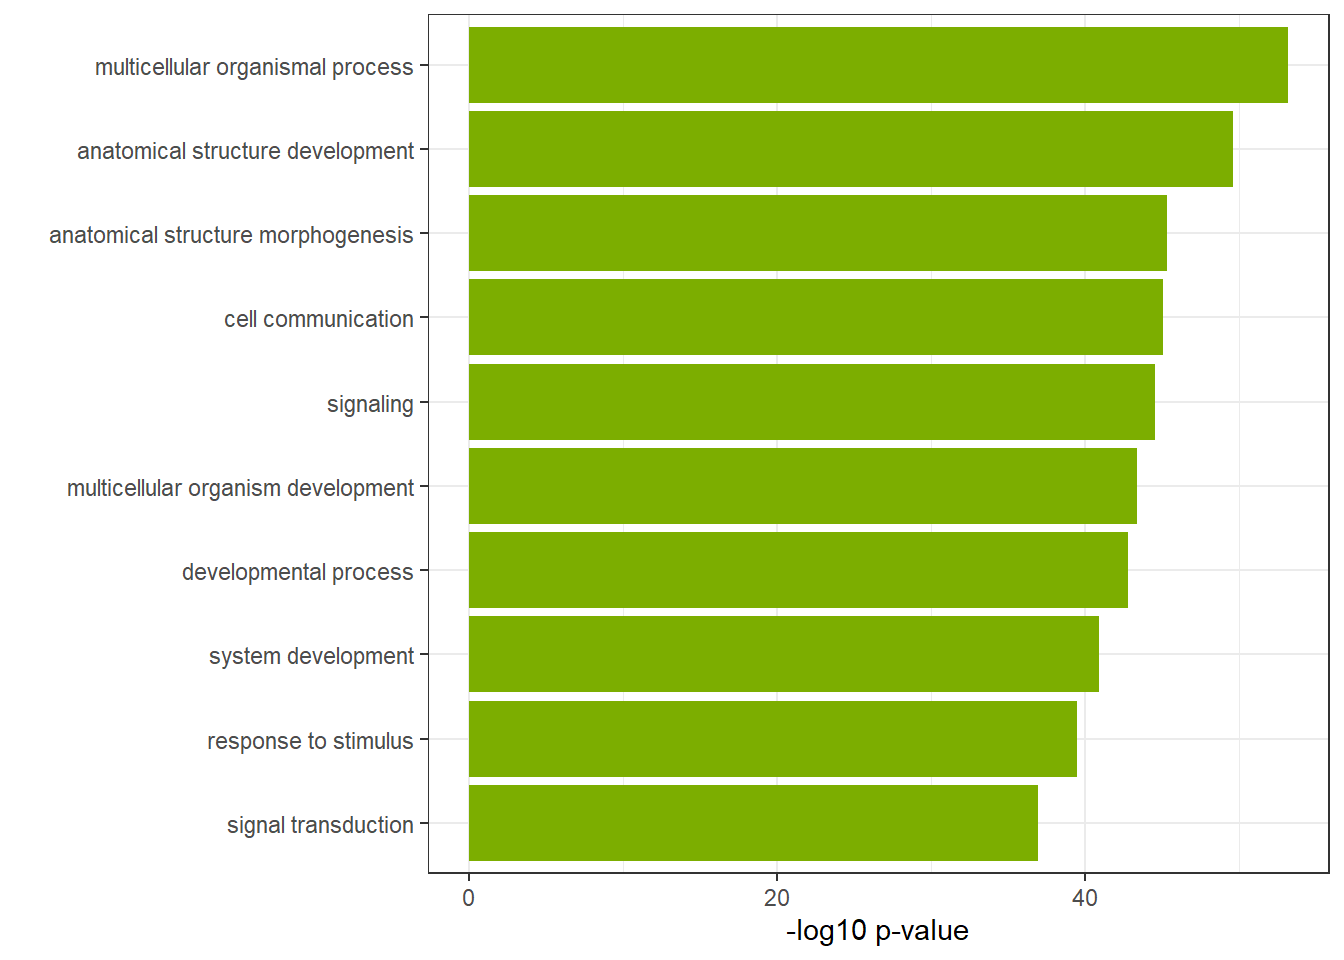 multicellular organismal process
anatomical structure development
anatomical structure morphogenesis
cell communication
signaling
multicellular organism development
developmental process
system development
response to stimulus
signal transduction
0 20 40
-log10 p-value